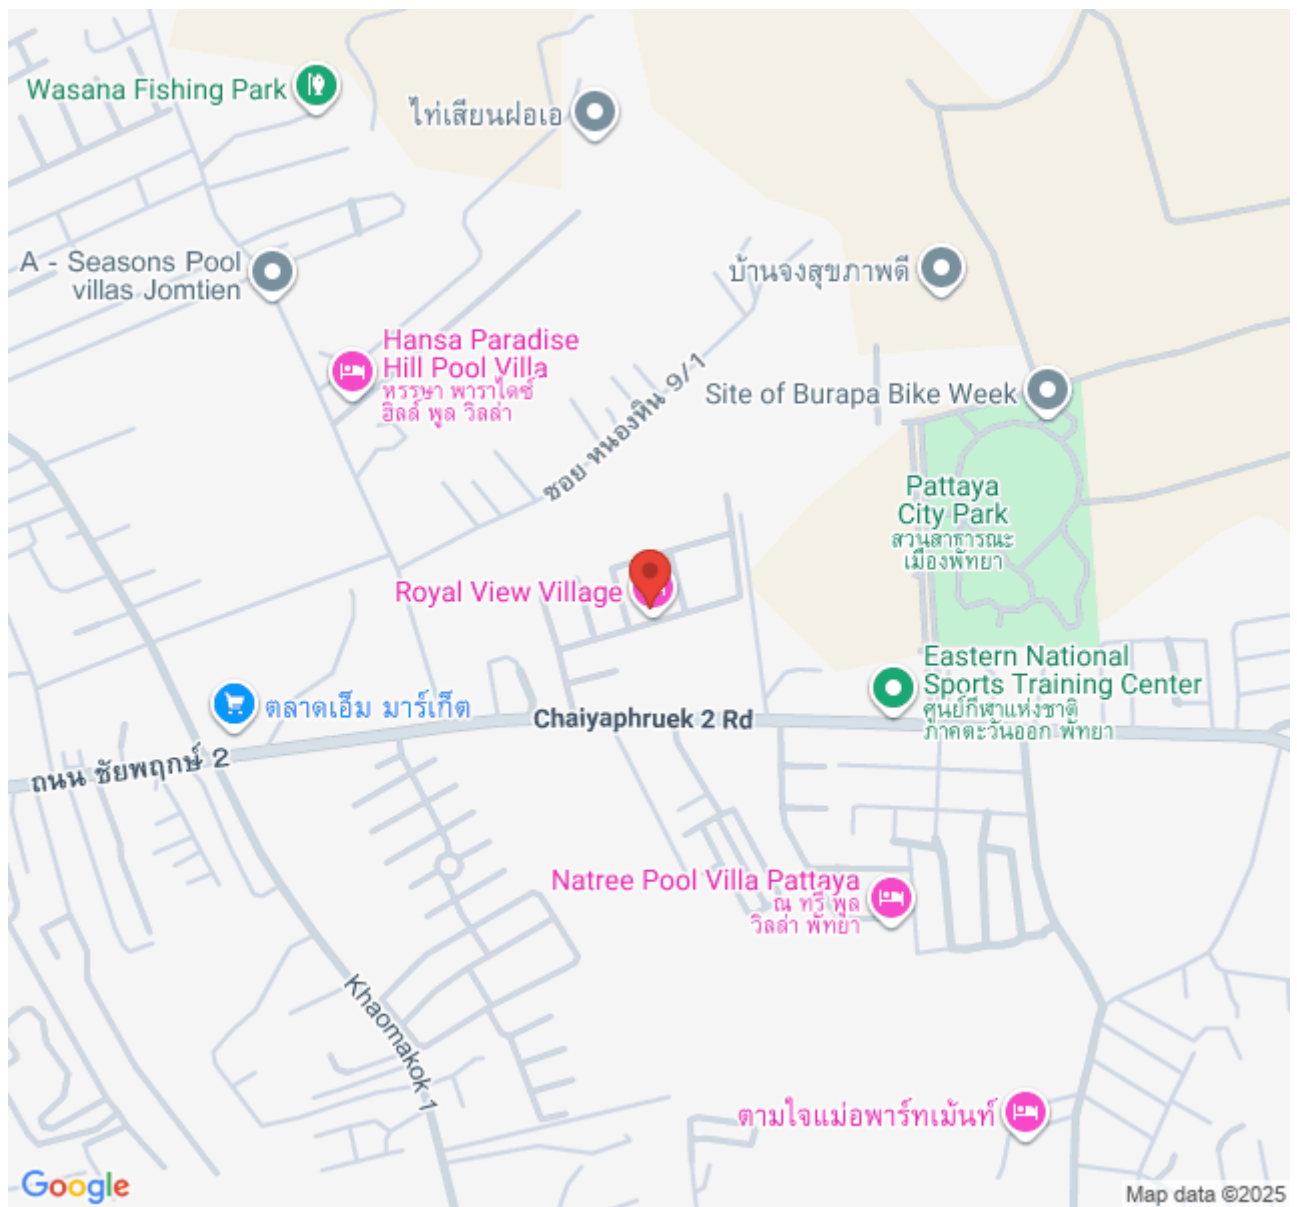 Wasana Fishing Park
ไท่เสียนฝอเอ
A - Seasons Pool
villas Jomtien
บ้านจงสุขภาพดี
Hansa Paradise
Hill Pool Villa
หรรษา พาราไดซ์
ฮิลล์ พูล วิลล่า
ซอย หนองหิน 9/1
Site of Burapa Bike Week
Pattaya
City Park
สวนสาธารณะ
เมืองพัทยา
Royal View Village
Eastern National
Sports Training Center
ศูนย์กีฬาแห่งชาติ
ภาคตะวันออก พัทยา
ตลาดเอ็ม มาร์เก็ต
Chaiyaphruek 2 Rd
ถนน ชัยพฤกษ์ 2
Natree Pool Villa Pattaya
ณ ทรี พูล
วิลล่า พัทยา
Khaomakok 1
ตามใจแม่อพาร์ทเม้นท์
Google
Map data ©2025